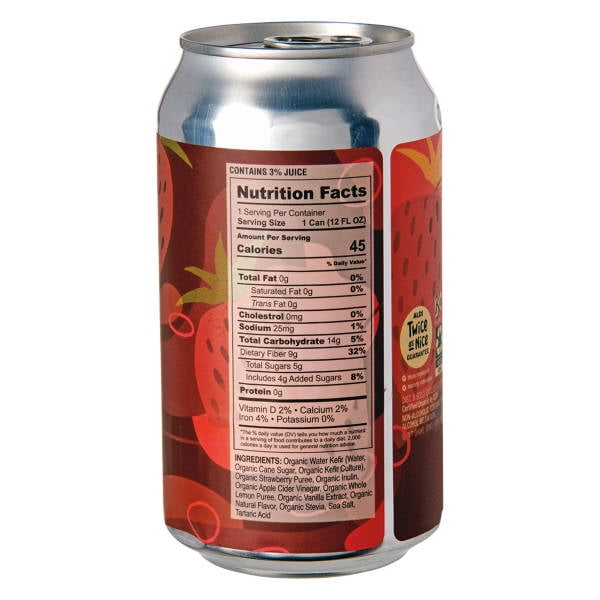 CONTAINS 3% JUICE
Nutrition Facts
1 Serving Per Container
Serving Size 1 Can (12 FL OZ)
Amount Per Serving
Calories 45
% Daily Value*
Total Fat 0g 0%
Saturated Fat 0g 0%
Trans Fat 0g
Cholestrol 0mg 0%
Sodium 25mg 1%
Total Carbohydrate 14g 5%
Dietary Fiber 9g 32%
Total Sugars 5g
Includes 4g Added Sugars 8%
Protein 0g
Vitamin D 2% • Calcium 2%
Iron 4% • Potassium 0%
*The % daily value (DV) tells you how much a nutrient
in a serving of food contributes to a daily diet. 2,000
calories a day is used for general nutrition advice.
INGREDIENTS: Organic Water Kefir (Water,
Organic Cane Sugar, Organic Kefir Culture),
Organic Strawberry Puree, Organic Inulin,
Organic Apple Cider Vinegar, Organic Whole
Lemon Puree, Organic Vanilla Extract, Organic
Natural Flavor, Organic Stevia, Sea Salt,
Tartaric Acid
ALDI
Twice
as Nice
GUARANTEE
Certified Organic
NON-ALCOHOLIC